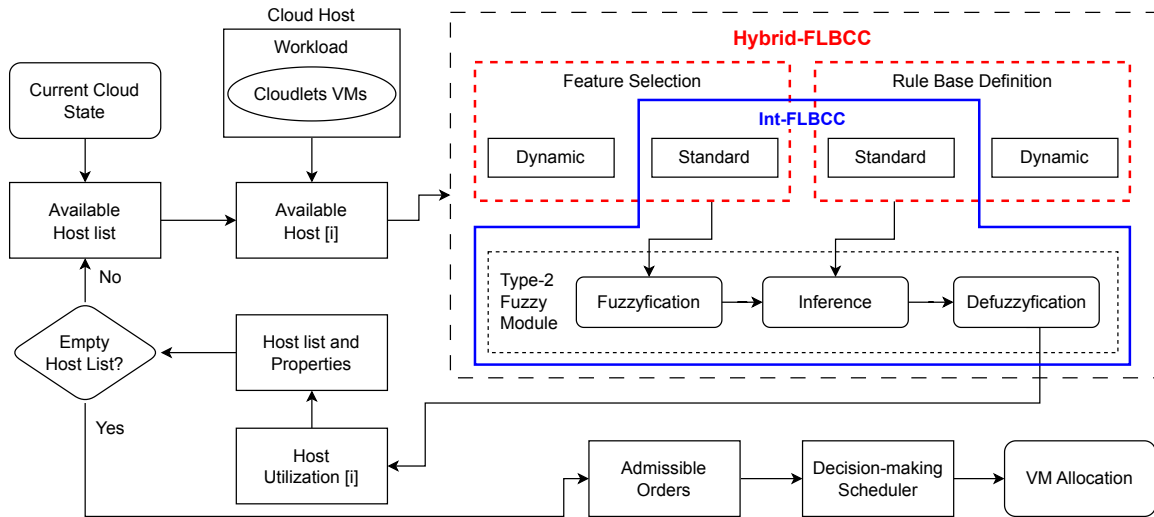 Cloud Host
Workload
Cloudlets VMs
Current Cloud
State
Available
Host list
Available
Host [i]
Hybrid-FLBCC
Feature Selection
Rule Base Definition
Int-FLBCC
Dynamic
Standard
Standard
Dynamic
Type-2
Fuzzy
Module
Fuzzyfication
Inference
Defuzzyfication
No
Empty
Host List?
Host list and
Properties
Yes
Host
Utilization [i]
Admissible
Orders
Decision-making
Scheduler
VM Allocation